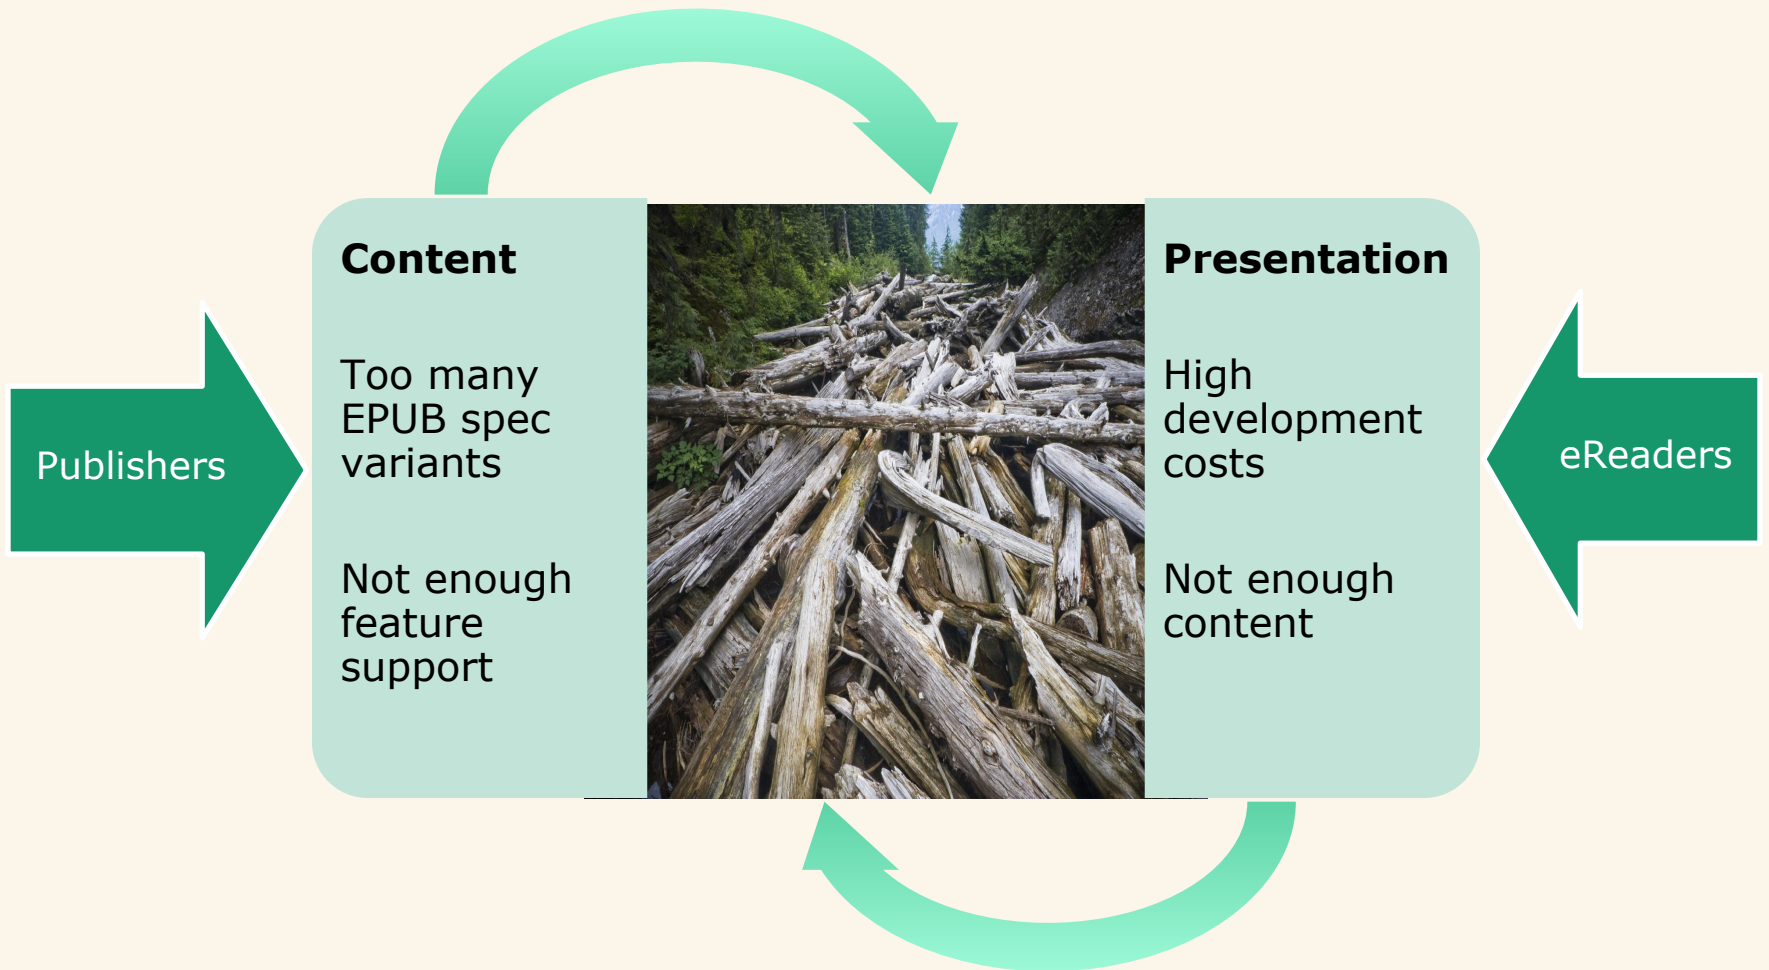 Publishers
Content
Too many
EPUB spec
variants
Not enough
feature
support
Presentation
High
development
costs
Not enough
content
eReaders